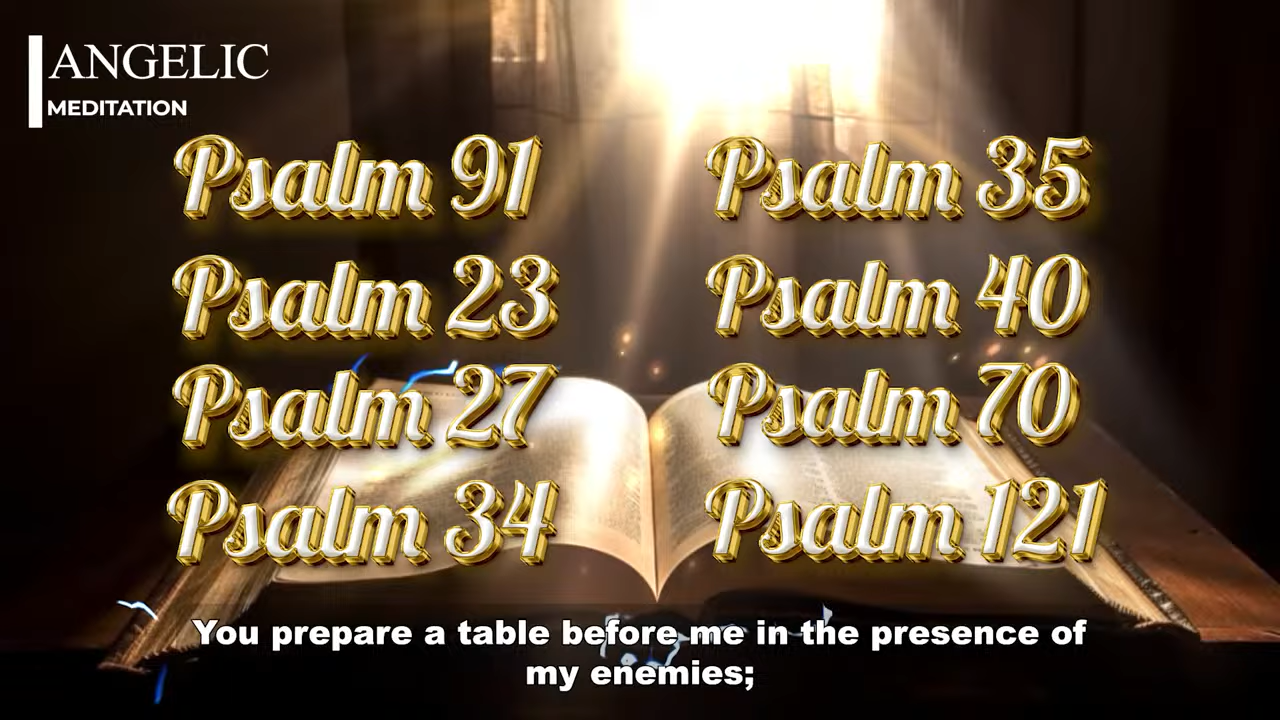 ANGELIC
MEDITATION
Psalm 91
Psalm 23
Psalm 27
Psalm 34
Psalm 35
Psalm 40
Psalm 70
Psalm 121
You prepare a table before me in the presence of
my enemies;